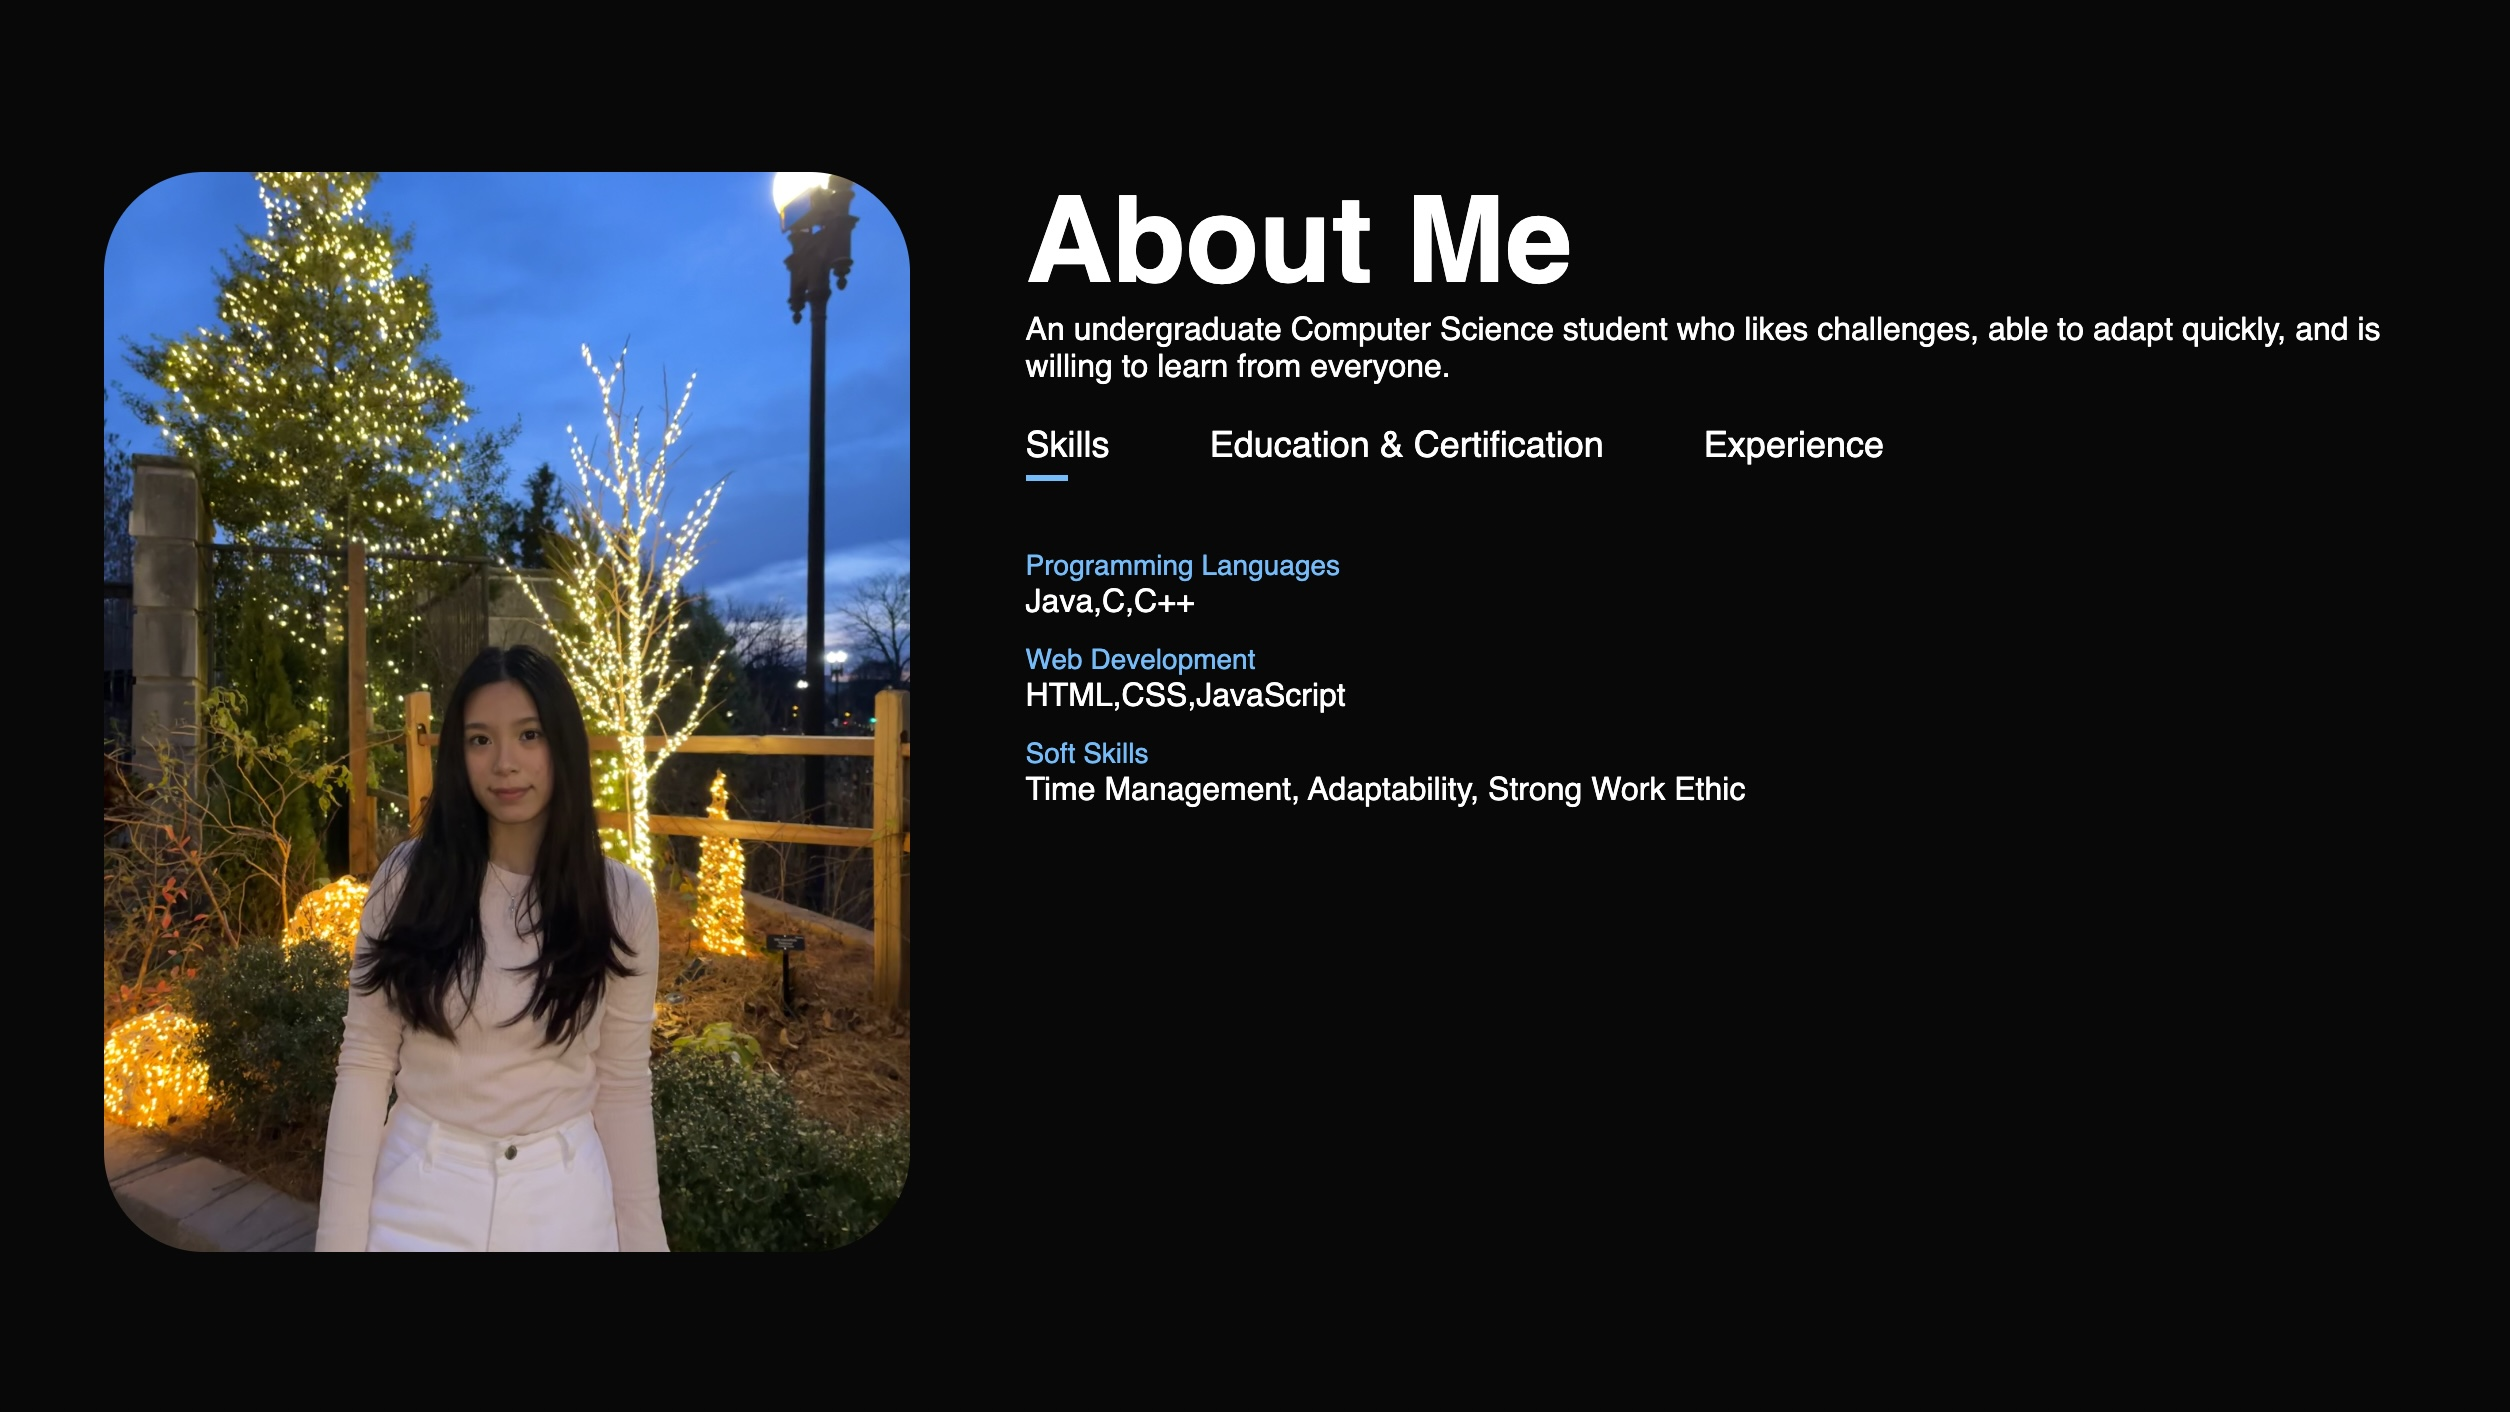 About Me
An undergraduate Computer Science student who likes challenges, able to adapt quickly, and is
willing to learn from everyone.
Skills Education & Certification Experience
Programming Languages
Java,C,C++
Web Development
HTML,CSS,JavaScript
Soft Skills
Time Management, Adaptability, Strong Work Ethic